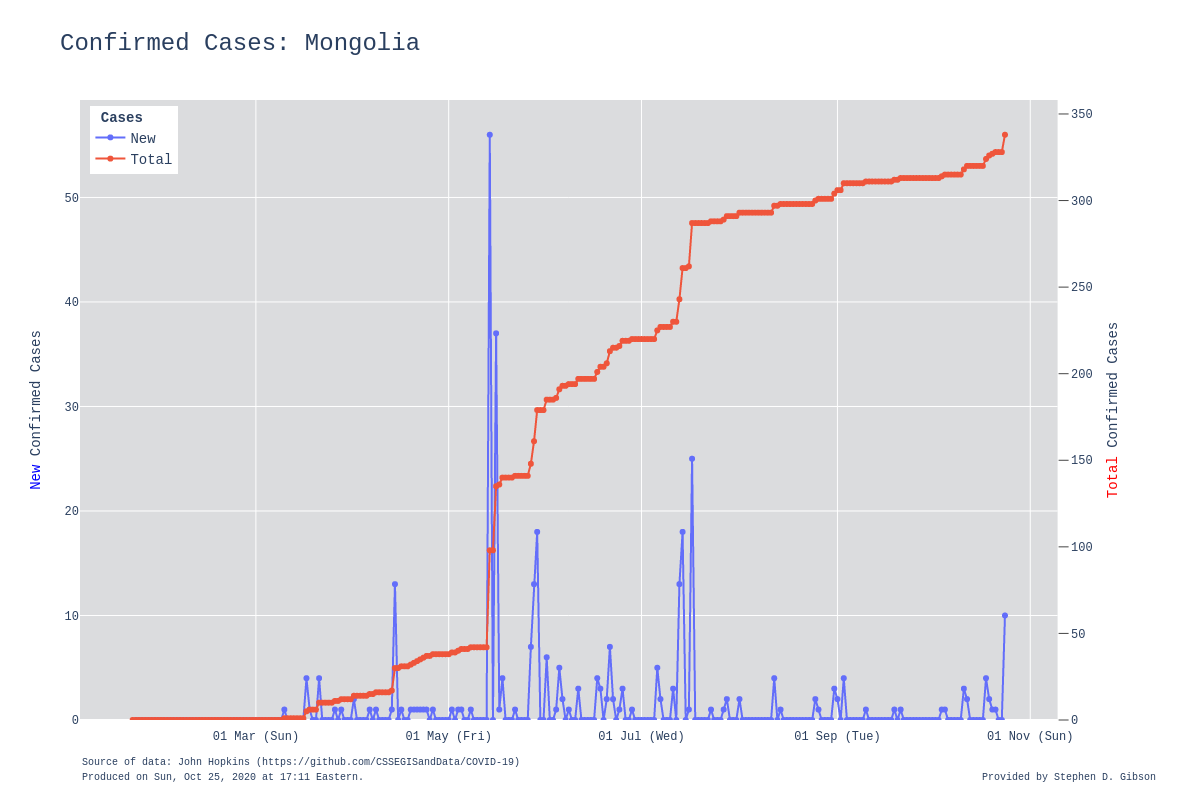 Confirmed Cases: Mongolia
Cases
New
Total
50
40
30
20
10
0
New Confirmed Cases
350
300
250
200
150
100
50
0
Total Confirmed Cases
01 Mar (Sun)
01 May (Fri)
01 Jul (Wed)
01 Sep (Tue)
01 Nov (Sun)
Source of data: John Hopkins (https://github.com/CSSEGISandData/COVID-19)
Produced on Sun, Oct 25, 2020 at 17:11 Eastern.
Provided by Stephen D. Gibson